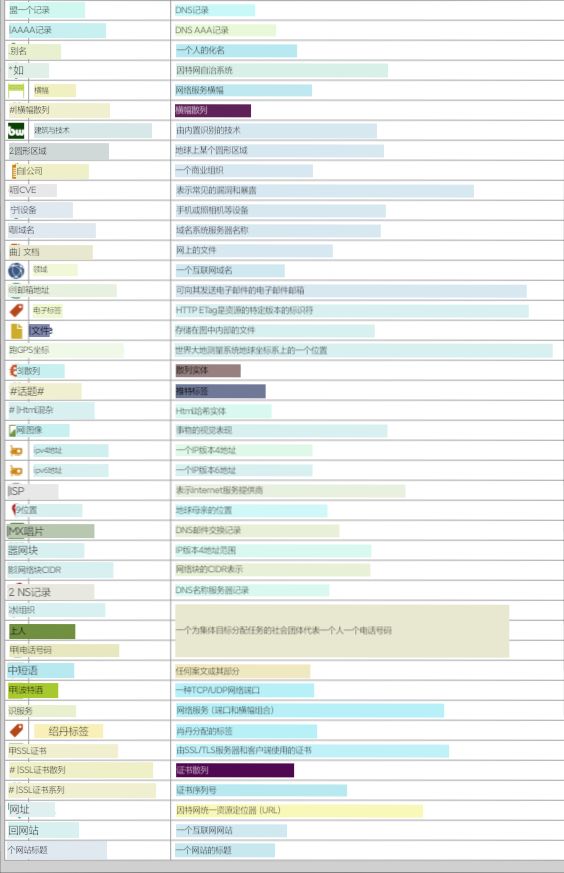 盟一个记录 DNS记录
IAAAA记录 DNS AAA记录
别名 一个人的化名
"如 因特网自治系统
横幅 网络服务横幅
#|横幅散列 横幅散列
bw 建筑与技术 由内置识别的技术
2圆形区域 地球上某个圆形区域
自|公司 一个商业组织
CVE 表示常见的漏洞和暴露
设备 手机或照相机等设备
域名 域名系统服务器名称
曲| 文档 网上的文件
领域 一个互联网域名
@邮箱地址 可向其发送电子邮件的电子邮件邮箱
电子标签 HTTP ETag是资源的特定版本的标识符
文件 存储在图中内部的文件
跑GPS坐标 世界大地测量系统地球坐标系上的一个位置
散列 散列实体
#话题# 推特标签
# |Html混杂 Html哈希实体
图像 事物的视觉表现
ipv4地址 一个IP版本4地址
ipv6地址 一个IP版本6地址
ISP 表示Internet服务提供商
9位置 地球母亲的位置
MX唱片 DNS邮件交换记录
器网块 IP版本4地址范围
网络块CIDR 网络块的CIDR表示
2 NS记录 DNS名称服务器记录
组织
上人 一个为集体目标分配任务的社会团体代表一个人一个电话号码
甲|电话号码
中短语 任何案文或其部分
甲|波特酒 一种TCP/UDP网络端口
识服务 网络服务 (端口和横幅组合)
绍丹标签 肖丹分配的标签
甲SSL证书 由SSL/TLS服务器和客户端使用的证书
# |SSL证书散列 证书散列
# |SSL证书系列 证书序列号
网址 因特网统一资源定位器 (URL)
回网站 一个互联网网站
个网站的标题 一个网站的标题